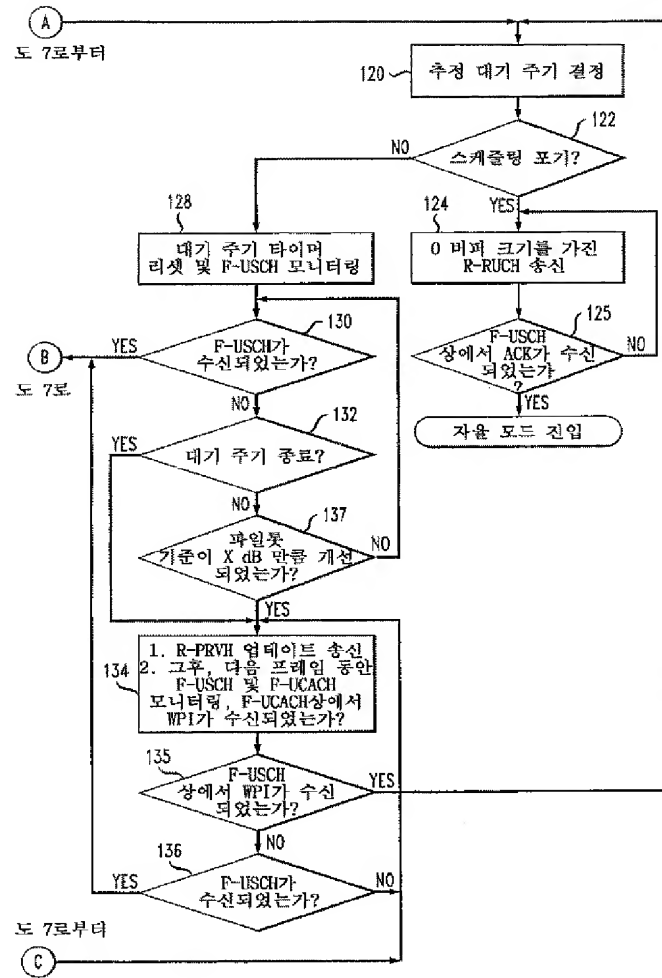 A
도 7로부터
120
추정 대기 주기 결정
122
스캐줄링 포기?
NO
YES
128
대기 주기 타이머
리셋 및 F-USCH 모니터링
124
0 버퍼 크기를 가진
R-RUCH 송신
130
F-USCH가
수신되었는가?
YES
B
도 7로
NO
125
F-USCH
상에서 ACK가 수신
되었는가
?
NO
YES
자율 모드 진입
132
대기 주기 종료?
YES
NO
137
파일롯
기준이 X dB 만큼 개선
되었는가?
NO
YES
134
1. R-PRVH 업데이트 송신
2. 그후, 다음 프레임 동안
F-USCH 및 F-UCACH
모니터링, F-UCACH상에서
WPI가 수신되었는가?
135
F-USCH
상에서 WPI가 수신
되었는가?
YES
NO
136
F-USCH가
수신되었는가?
YES
NO
도 7로부터
C